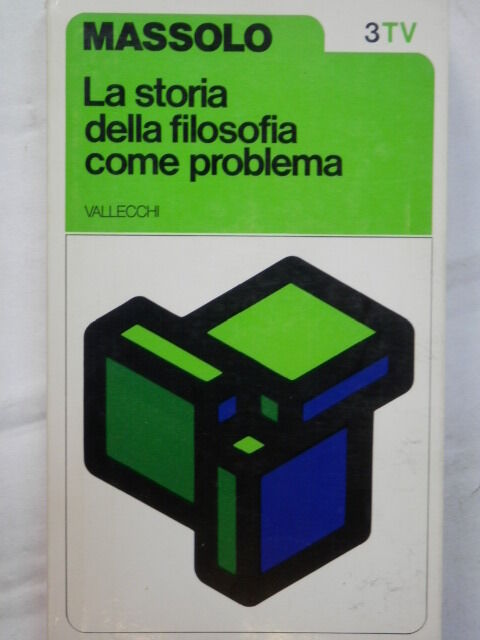 MASSOLO
3TV
La storia
della filosofia
come problema
VALLECCHI